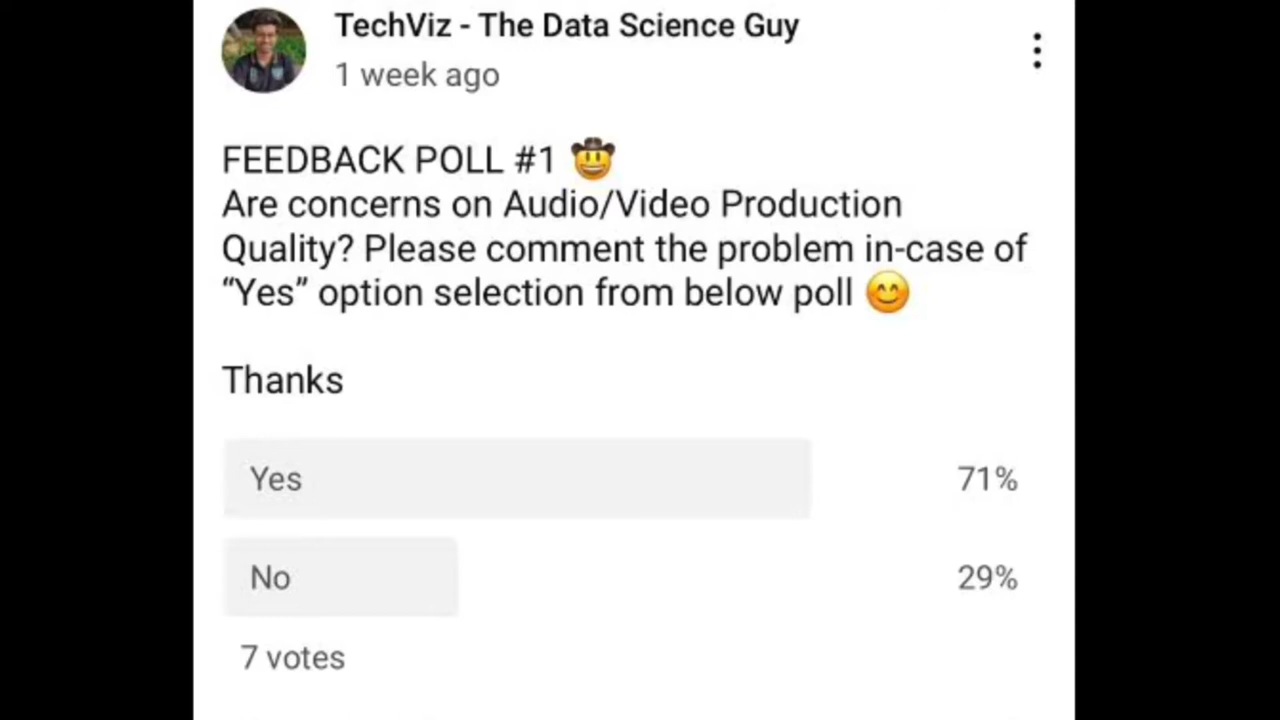 TechViz - The Data Science Guy
1 week ago
FEEDBACK POLL #1 🤠
Are concerns on Audio/Video Production
Quality? Please comment the problem in-case of
“Yes” option selection from below poll 😊
Thanks
Yes 71%
No 29%
7 votes